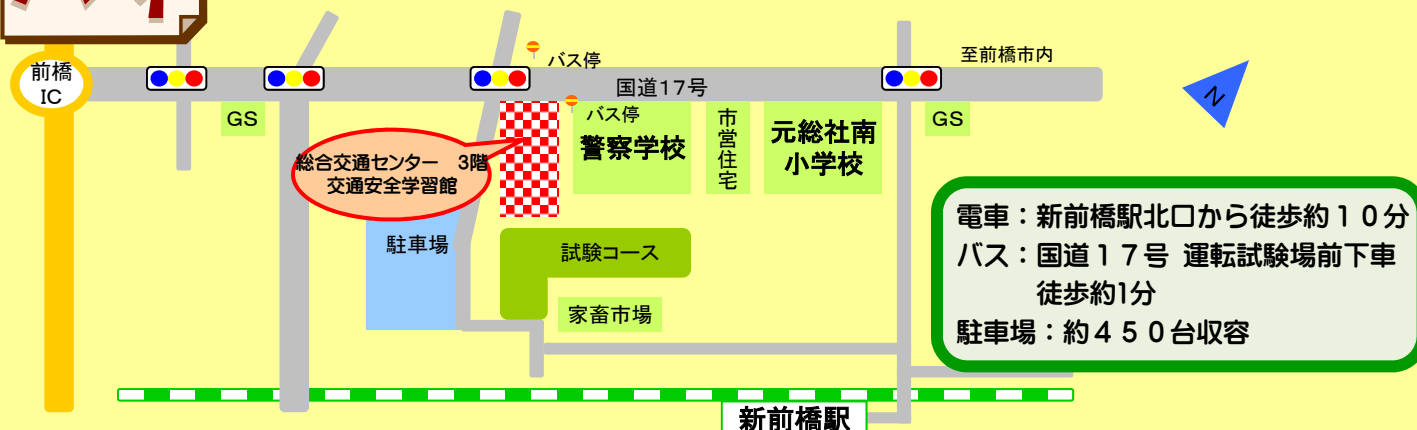 前橋
IC
バス停
国道17号
至前橋市内
N
GS
バス停
警察学校
市営住宅
元総社南
小学校
GS
総合交通センター　3階
交通安全学習館
駐車場
試験コース
家畜市場
新前橋駅
電車：新前橋駅北口から徒歩約１０分
バス：国道１７号 運転試験場前下車
徒歩約1分
駐車場：約４５０台収容